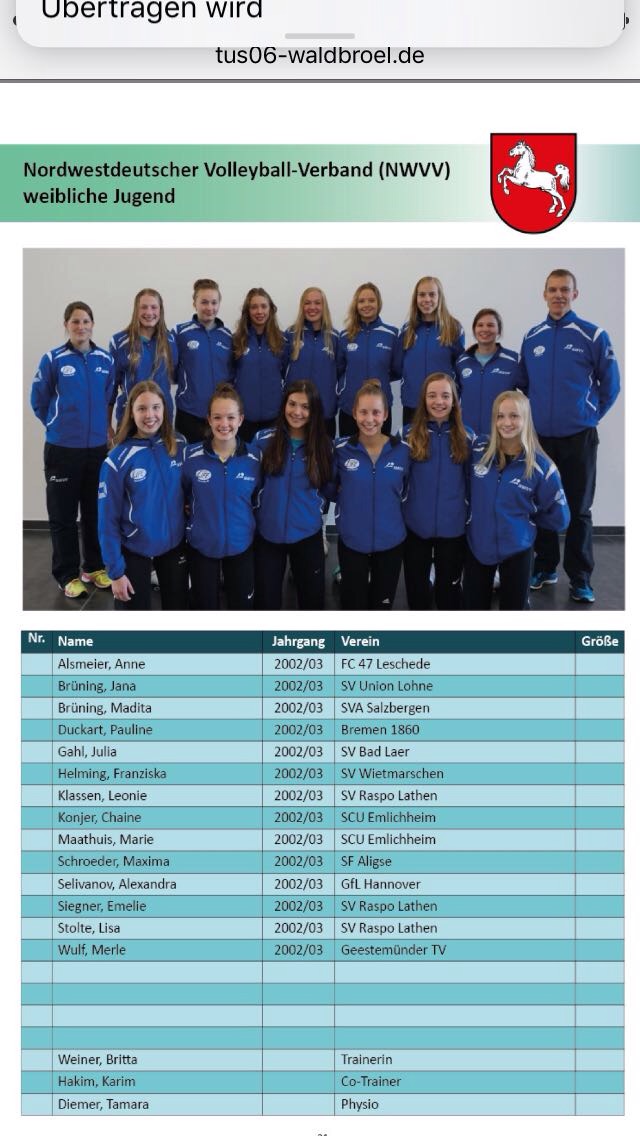 Übertragen wird
tus06-waldbroel.de
Nordwestdeutscher Volleyball-Verband (NWVV)
weibliche Jugend
Nr. Name Jahrgang Verein Größe
Alsmeier, Anne 2002/03 FC 47 Leschede
Brüning, Jana 2002/03 SV Union Lohne
Brüning, Madita 2002/03 SVA Salzbergen
Duckart, Pauline 2002/03 Bremen 1860
Gahl, Julia 2002/03 SV Bad Laer
Helming, Franziska 2002/03 SV Wietmarschen
Klassen, Leonie 2002/03 SV Raspo Lathen
Konjer, Chaine 2002/03 SCU Emlichheim
Maathuis, Marie 2002/03 SCU Emlichheim
Schroeder, Maxima 2002/03 SF Aligse
Selivanov, Alexandra 2002/03 GfL Hannover
Siegner, Emelie 2002/03 SV Raspo Lathen
Stolte, Lisa 2002/03 SV Raspo Lathen
Wulf, Merle 2002/03 Geestemünder TV
Weiner, Britta Trainerin
Hakim, Karim Co-Trainer
Diemer, Tamara Physio